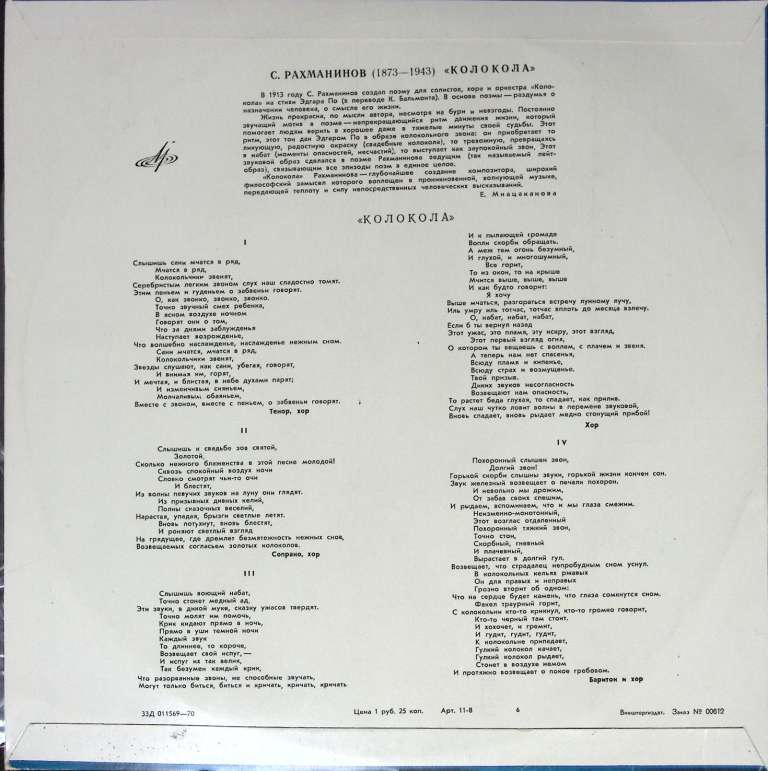 С. РАХМАНИНОВ (1873—1943) «КОЛОКОЛА»
В 1913 году С. Рахманинов создал поэму для солистов, хора и оркестра «Коло-
кола» на стихи Эдгара По (в переводе К. Бальмонта). В основе поэмы — раздумья о
назначении человека, о смысле его жизни.
Жизнь прекрасна, по мысли автора, несмотря на бури и невзгоды. Постоянно
звучащий мотив в поэме — непрекращающийся ритм движения жизни, который
помогает людям верить в хорошее даже в тяжелые минуты своей судьбы. Этот
ритм, этот тон дан Эдгаром По в образе колокольного звона: он приобретает то
ликующую, радостную окраску (свадебные колокола), то тревожную, превращаясь
в набат (моменты опасностей, несчастий), то выступает как заупокойный звон. Этот
звуковой образ сделался в поэме Рахманинова ведущим (так называемый лейт-
образ), связывающим все эпизоды поэм в единое целое.
«Колокола» Рахманинова — глубочайшее создание композитора, широкий
философский замысел которого воплощен в проникновенной, волнующей музыке,
передающей теплоту и силу непосредственных человеческих высказываний.
Е. Мнацаканова
«КОЛОКОЛА»
I
Слышишь сани мчатся в ряд,
Мчатся в ряд,
Колокольчики звенят,
Серебристым легким звоном слух наш сладостно томят.
Этим пеньем и гуденьем о забвеньи говорят.
О, как звонко, звонко, звонко,
Точно звучный смех ребенка,
В ясном воздухе ночном
Говорят они о том,
Что за днями заблужденья
Наступает возрожденье,
Что волшебно наслажденье, наслажденье нежным сном.
Сани мчатся, мчатся в ряд,
Колокольчики звенят,
Звезды слушают, как сани, убегая, говорят,
И внимая им, горят,
И мечтая, и блистая, в небе духами парят;
И изменчивым сияньем,
Молчаливым обаяньем,
Вместе с звоном, вместе с пеньем, о забвеньи говорят.
Тенор, хор
II
Слышишь к свадьбе зов святой,
Золотой,
Сколько нежного блаженства в этой песне молодой!
Сквозь спокойный воздух ночи
Словно смотрят чьи-то очи
И блестят,
Из волны певучих звуков на луну они глядят.
Из призывных дивных келий,
Полны сказочных веселий,
Нарастая, упадая, брызги светлые летят.
Вновь потухнут, вновь блестят,
И роняют светлый взгляд
На грядущее, где дремлет безмятежность нежных снов,
Возвещаемых согласьем золотых колоколов.
Сопрано, хор
III
Слышишь воющий набат,
Точно стонет медный ад,
Эти звуки, в дикой муке, сказку ужасов твердят.
Точно молят им помочь,
Крик кидают прямо в ночь,
Прямо в уши темной ночи
Каждый звук
То длиннее, то короче,
Возвещает свой испуг,—
И испуг их так велик,
Так безумен каждый крик,
Что разорванные звоны, не способные звучать,
Могут только биться, биться и кричать, кричать, кричать
И к пылающей громаде
Вопли скорби обращать.
А меж тем огонь безумный,
И глухой, и многошумный,
Все горит,
То из окон, то на крыше
Мчится выше, выше, выше
И как будто говорит:
Я хочу
Выше мчаться, разгораться встречу лунному лучу,
Иль умру иль тотчас, тотчас вплоть до месяца взлечу.
О, набат, набат, набат,
Если б ты вернул назад
Этот ужас, это пламя, эту искру, этот взгляд,
Этот первый взгляд огня,
О котором ты вещаешь с воплем, с плачем и звеня.
А теперь нам нет спасенья,
Всюду пламя и кипенье,
Всюду страх и возмущенье.
Твой призыв.
Диких звуков несогласность
Возвещают нам опасность,
То растет беда глухая, то спадает, как прилив.
Слух наш чутко ловит волны в перемене звуковой,
Вновь спадает, вновь рыдает медно стонущий прибой!
Хор
IV
Похоронный слышен звон,
Долгий звон!
Горькой скорби слышны звуки, горькой жизни кончен сон.
Звук железный возвещает о печали похорон.
И невольно мы дрожим,
От забав своих спешим,
И рыдаем, вспоминаем, что и мы глаза смежим.
Неизменно-монотонный,
Этот возглас отдаленный
Похоронный тяжкий звон,
Точно стон,
Скорбный, гневный
И плачевный,
Вырастает в долгий гул,
Возвещает, что страдалец непробудным сном уснул.
В колокольных кельях ржавых
Он для правых и неправых
Грозно вторит об одном:
Что на сердце будет камень, что глаза сомкнутся сном.
Факел траурный горит,
С колокольни кто-то крикнул, кто-то громко говорит,
Кто-то черный там стоит,
И хохочет, и гремит,
И гудит, гудит, гудит,
К колокольне припадает,
Гулкий колокол качает,
Гулкий колокол рыдает,
Стонет в воздухе немом
И протяжно возвещает о покое гробовом.
Баритон и хор
33Д 011569—70
Цена 1 руб. 25 коп. Арт. 11-8
6
Внешторгиздат. Заказ № 00612